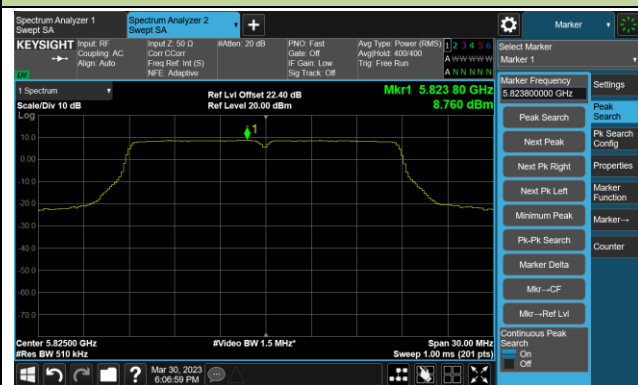 Spectrum Analyzer 1
Swept SA
Spectrum Analyzer 2
Swept SA
+
Marker
KEYSIGHT
Input: RF
Coupling: AC
Align: Auto
Input Z: 50 Ω
Corr CCorr
Freq Ref: Int (S)
NFE: Adaptive
#Atten: 20 dB
PNO: Fast
Gate: Off
IF Gain: Low
Sig Track: Off
Avg Type: Power (RMS)
Avg|Hold: 400/400
Trig: Free Run
1 2 3 4 5 6
A W W W W W
A N N N N N
LXI
Select Marker
Marker 1
1 Spectrum
Scale/Div 10 dB
Log
Ref Lvl Offset 22.40 dB
Ref Level 20.00 dBm
Mkr1 5.823 80 GHz
8.760 dBm
1
10.0
0.00
-10.0
-20.0
-30.0
-40.0
-50.0
-60.0
-70.0
Center 5.82500 GHz
#Res BW 510 kHz
#Video BW 1.5 MHz*
Span 30.00 MHz
Sweep 1.00 ms (201 pts)
Marker Frequency
5.823800000 GHz
Peak Search
Next Peak
Next Pk Right
Next Pk Left
Minimum Peak
Pk-Pk Search
Marker Delta
Mkr→CF
Mkr→Ref Lvl
Continuous Peak
Search
On
Off
Settings
Peak
Search
Pk Search
Config
Properties
Marker
Function
Marker→
Counter
?
Mar 30, 2023
6:06:59 PM